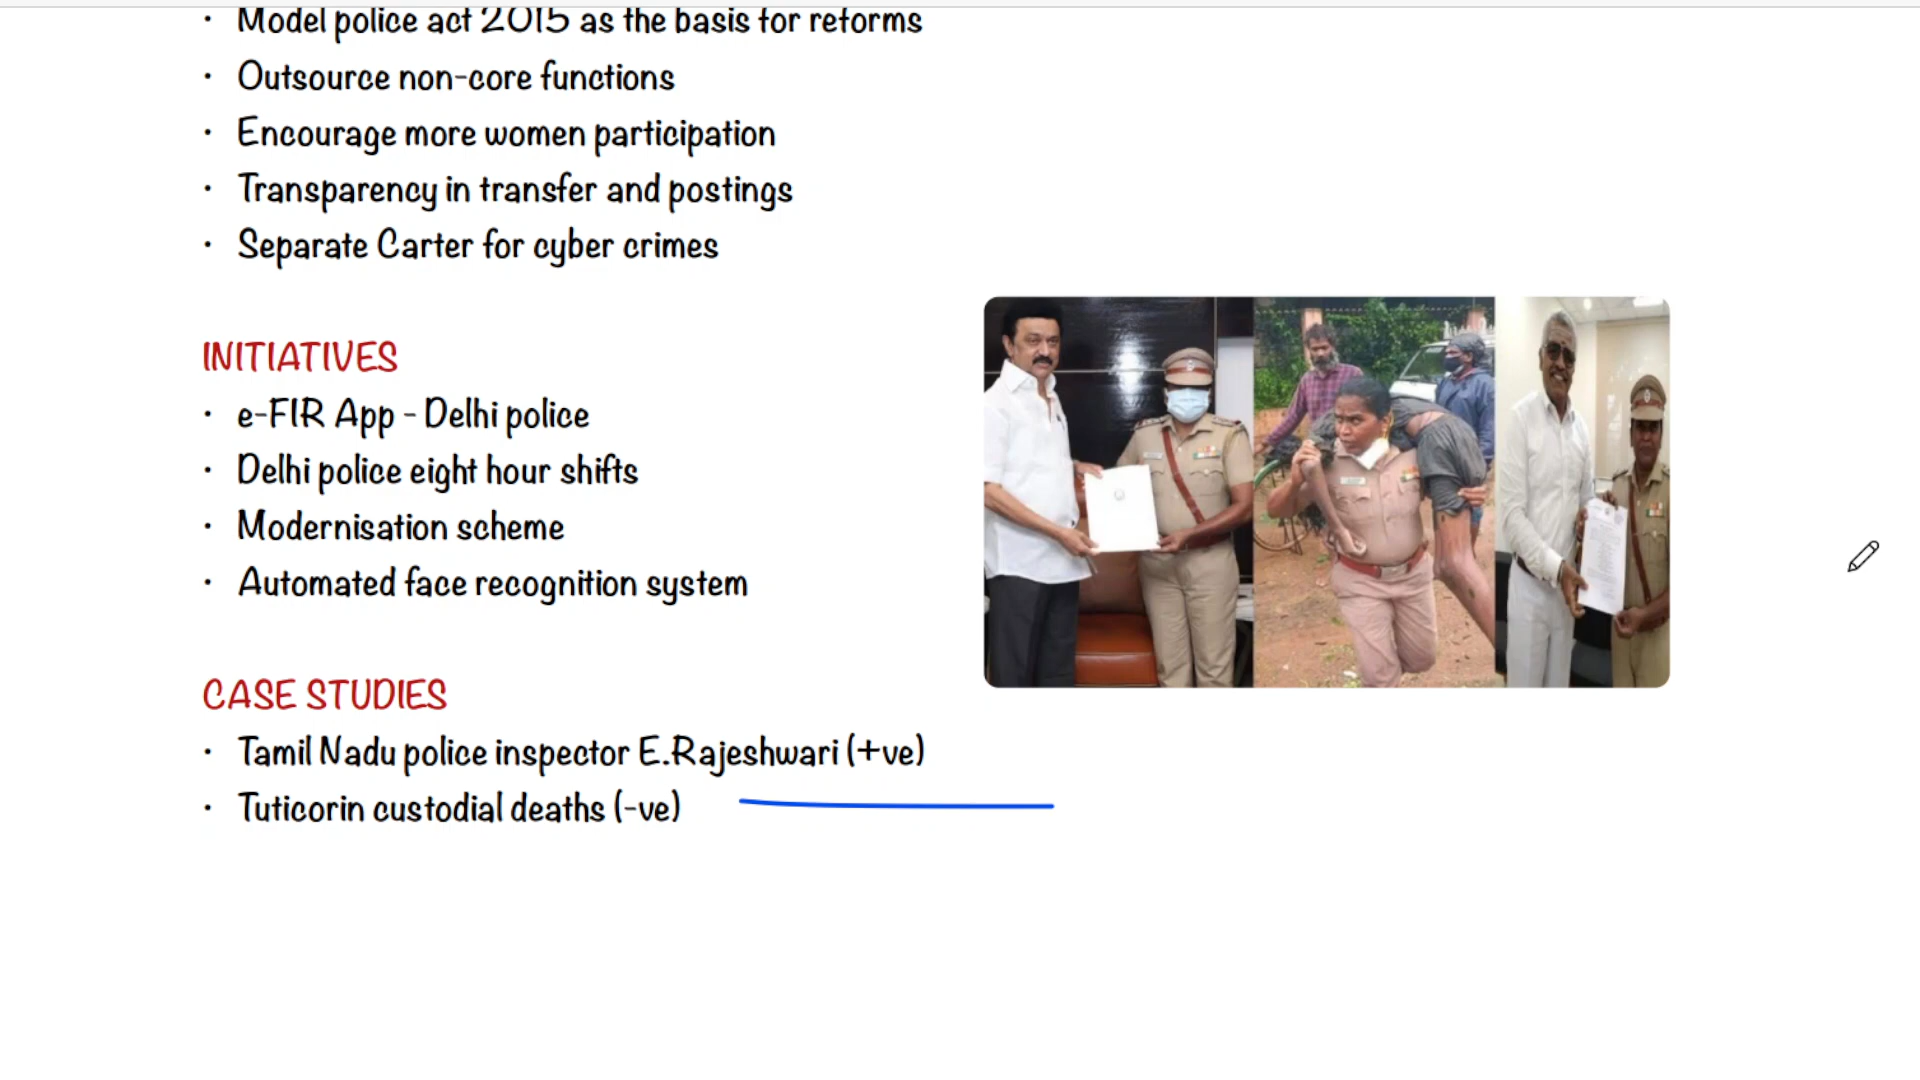 • Model police act 2015 as the basis for reforms
• Outsource non-core functions
• Encourage more women participation
• Transparency in transfer and postings
• Separate Carter for cyber crimes
INITIATIVES
• e-FIR App - Delhi police
• Delhi police eight hour shifts
• Modernisation scheme
• Automated face recognition system
CASE STUDIES
• Tamil Nadu police inspector E.Rajeshwari (+ve)
• Tuticorin custodial deaths (-ve)